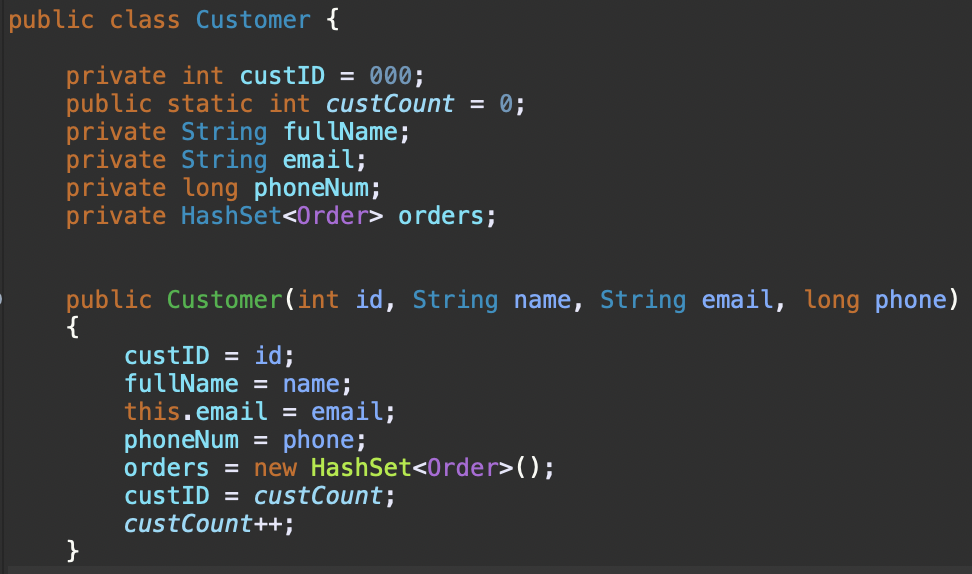 public class Customer {
private int custID = 000;
public static int custCount = 0;
private String fullName;
private String email;
private long phoneNum;
private HashSet<Order> orders;
public Customer(int id, String name, String email, long phone)
{
custID = id;
fullName = name;
this.email = email;
phoneNum = phone;
orders = new HashSet<Order>();
custID = custCount;
custCount++;
}